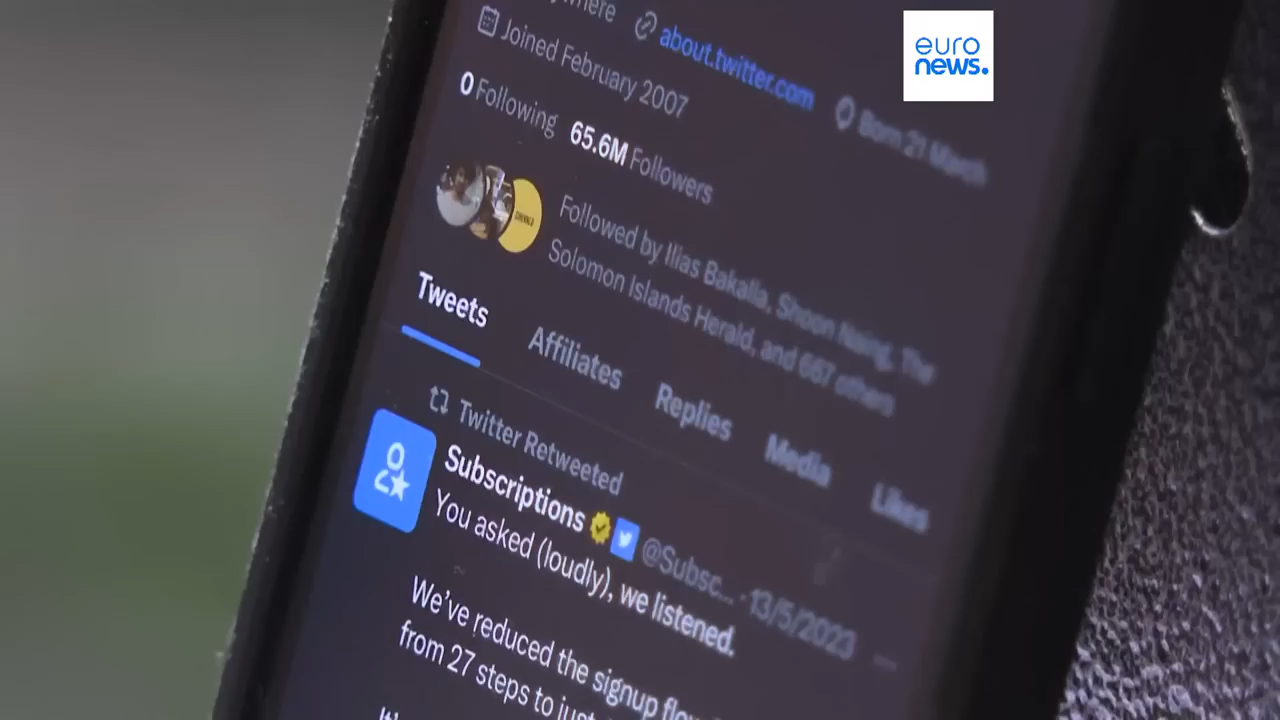 euro
news.
about.twitter.com
Born 21 March
Joined February 2007
0 Following 65.6M Followers
Followed by Ilias Bakalla, Shoon Naing, The
Solomon Islands Herald, and 687 others
Tweets Affiliates Replies Media Likes
Twitter Retweeted
Subscriptions @Subsc... · 13/5/2023
You asked (loudly), we listened.
We've reduced the signup
from 27 steps to just